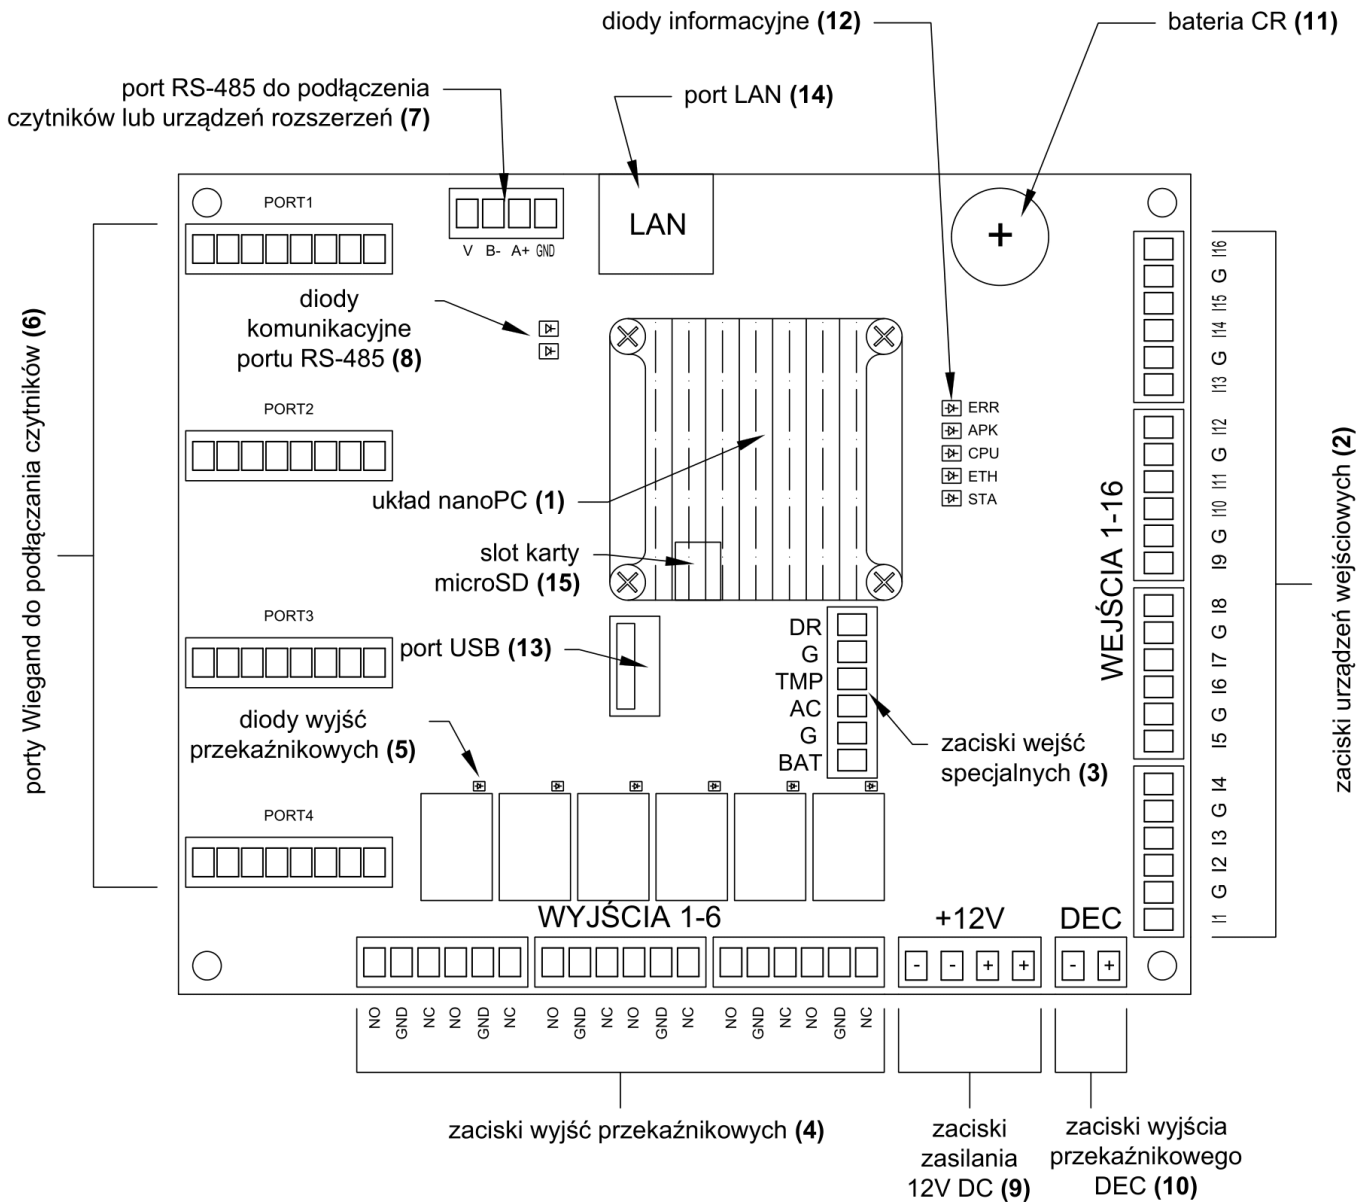 diody informacyjne (12)
bateria CR (11)
port RS-485 do podłączenia
czytników lub urządzeń rozszerzeń (7)
port LAN (14)
PORT1
LAN
V B- A+ GND
diody
komunikacyjne
portu RS-485 (8)
porty Wiegand do podłączania czytników (6)
PORT2
ERR
APK
CPU
ETH
STA
układ nanoPC (1)
slot karty
microSD (15)
PORT3
port USB (13)
DR
G
TMP
AC
G
BAT
diody wyjść
przekaźnikowych (5)
zaciski wejść
specjalnych (3)
PORT4
WEJŚCIA 1-16
I16
G
I15
I14
G
I13
I12
G
I11
I10
G
I9
I8
G
I7
I6
G
I5
I4
G
I3
I2
G
I1
zaciski urządzeń wejściowych (2)
WYJŚCIA 1-6
+12V
DEC
- - + +
- +
NO GND NC NO GND NC NO GND NC NO GND NC NO GND NC NO GND NC
zaciski wyjść przekaźnikowych (4)
zaciski
zasilania
12V DC (9)
zaciski wyjścia
przekaźnikowego
DEC (10)